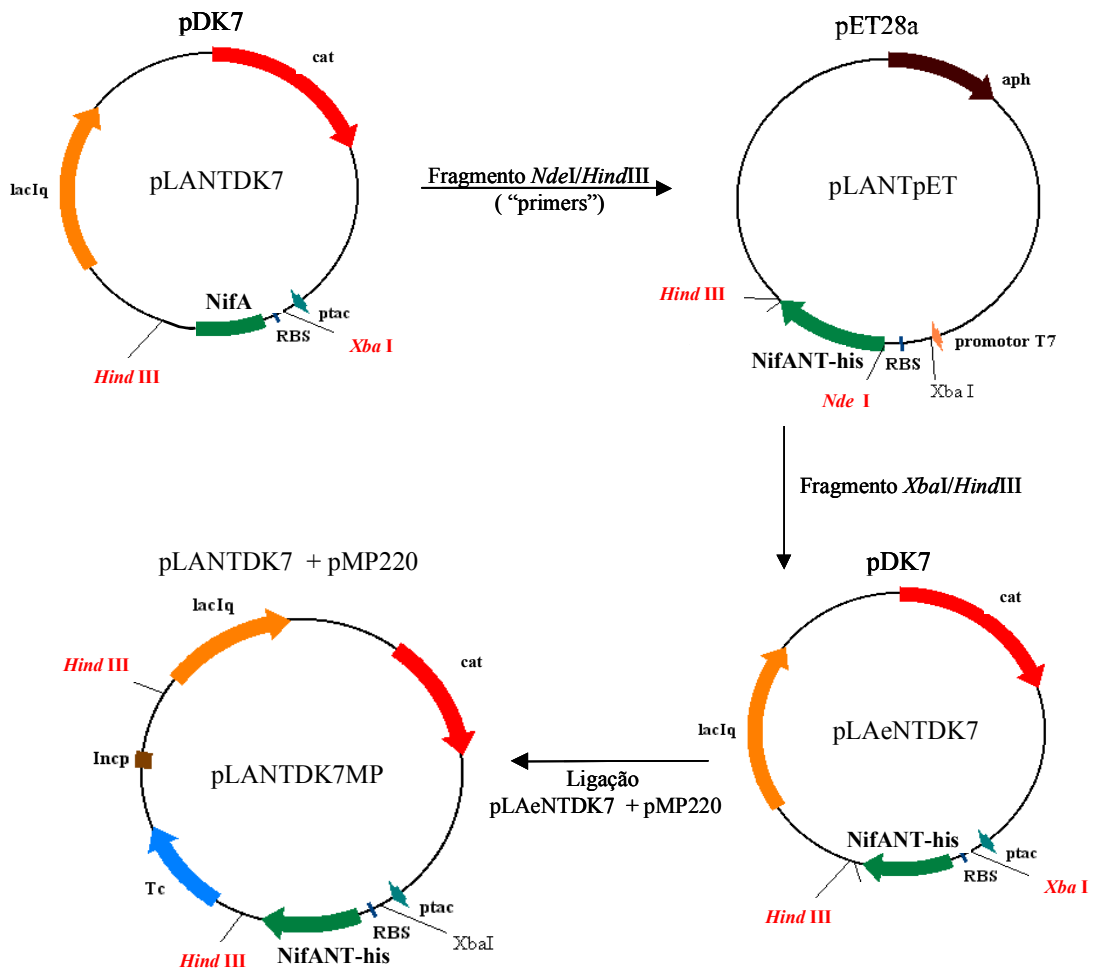 pDK7
cat
lacIq
pLANTDK7
NifA
ptac
RBS
Xba I
Hind III
Fragmento NdeI/HindIII
( “primers”)
pET28a
aph
pLANTpET
Hind III
promotor T7
NifANT-his
RBS
Xba I
Nde I
Fragmento XbaI/HindIII
pDK7
cat
lacIq
pLAeNTDK7
NifANT-his
ptac
RBS
Xba I
Hind III
Ligação
pLAeNTDK7 + pMP220
pLANTDK7 + pMP220
lacIq
Hind III
cat
Incp
pLANTDK7MP
Tc
ptac
RBS
XbaI
NifANT-his
Hind III